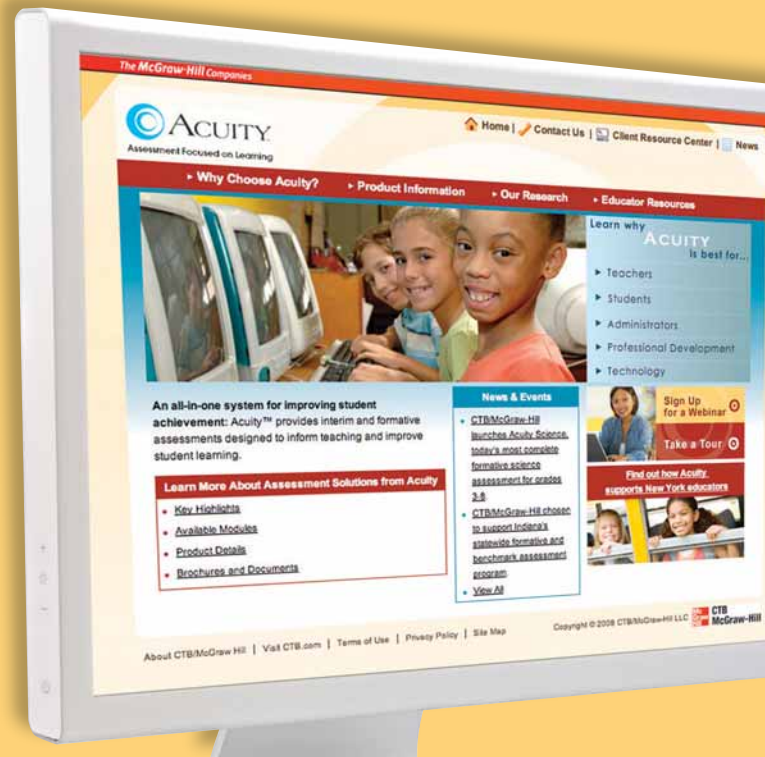 The McGraw·Hill Companies
ACUITY™
Assessment Focused on Learning
Home | Contact Us | Client Resource Center | News
Why Choose Acuity?
Product Information
Our Research
Educator Resources
Learn why
ACUITY
is best for...
Teachers
Students
Administrators
Professional Development
Technology
An all-in-one system for improving student
achievement: Acuity™ provides interim and formative
assessments designed to inform teaching and improve
student learning.
Learn More About Assessment Solutions from Acuity
Key Highlights
Available Modules
Product Details
Brochures and Documents
News & Events
CTB/McGraw-Hill
launches Acuity Science,
today's most complete
formative science
assessment for grades
3-8.
CTB/McGraw-Hill chosen
to support Indiana's
statewide formative and
benchmark assessment
program.
View All
Sign Up
for a Webinar
Take a Tour
Find out how Acuity
supports New York educators
About CTB/McGraw Hill | Visit CTB.com | Terms of Use | Privacy Policy | Site Map
Copyright © 2008 CTB/McGraw-Hill LLC
CTB
McGraw-Hill